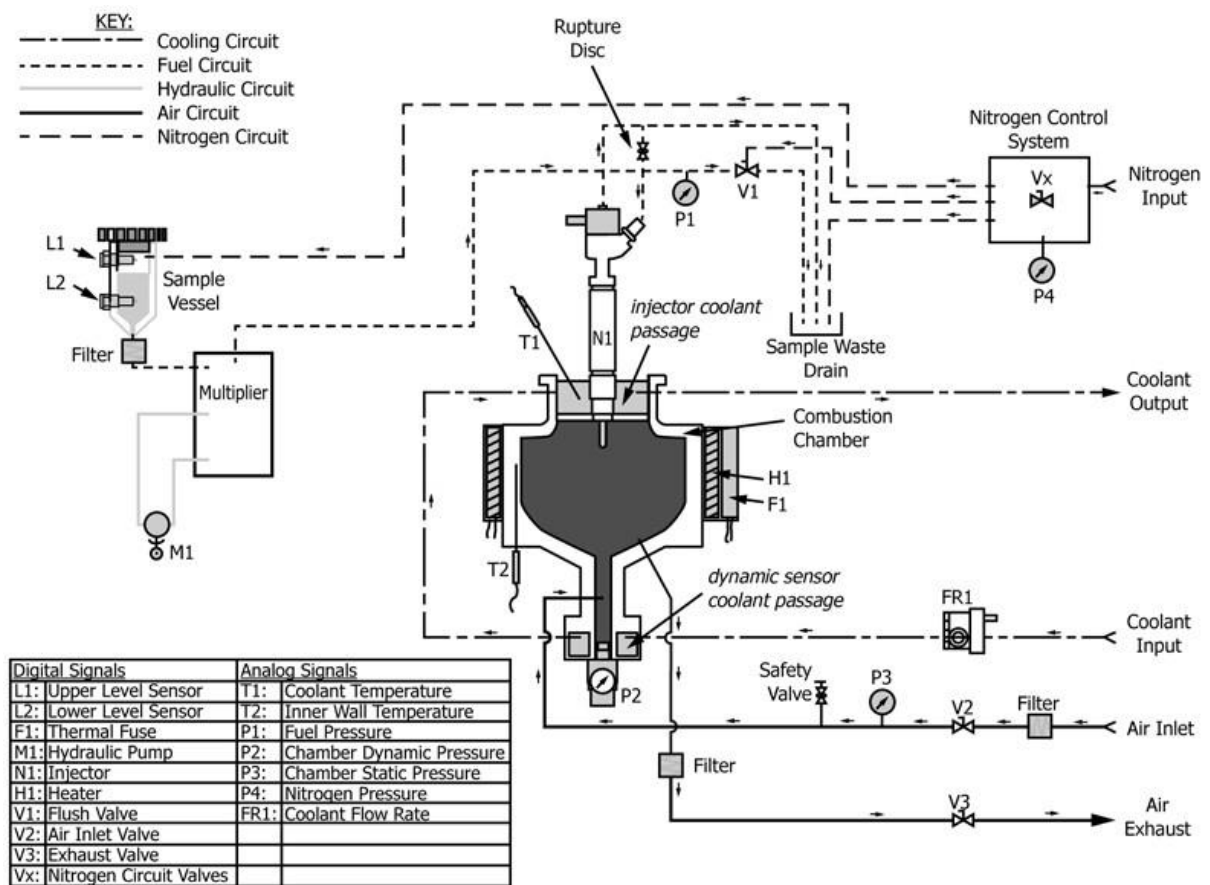 KEY:
Cooling Circuit
Fuel Circuit
Hydraulic Circuit
Air Circuit
Nitrogen Circuit
Rupture
Disc
Nitrogen Control
System
Vx
Nitrogen
Input
P4
V1
P1
L1
L2
Sample
Vessel
Filter
Multiplier
M1
T1
N1
injector coolant
passage
Sample Waste
Drain
Coolant
Output
Combustion
Chamber
H1
F1
T2
dynamic sensor
coolant passage
FR1
Coolant
Input
P2
Safety
Valve
P3
V2
Filter
Air Inlet
Filter
V3
Air
Exhaust
Digital Signals Analog Signals
L1: Upper Level Sensor T1: Coolant Temperature
L2: Lower Level Sensor T2: Inner Wall Temperature
F1: Thermal Fuse P1: Fuel Pressure
M1: Hydraulic Pump P2: Chamber Dynamic Pressure
N1: Injector P3: Chamber Static Pressure
H1: Heater P4: Nitrogen Pressure
V1: Flush Valve FR1: Coolant Flow Rate
V2: Air Inlet Valve
V3: Exhaust Valve
Vx: Nitrogen Circuit Valves